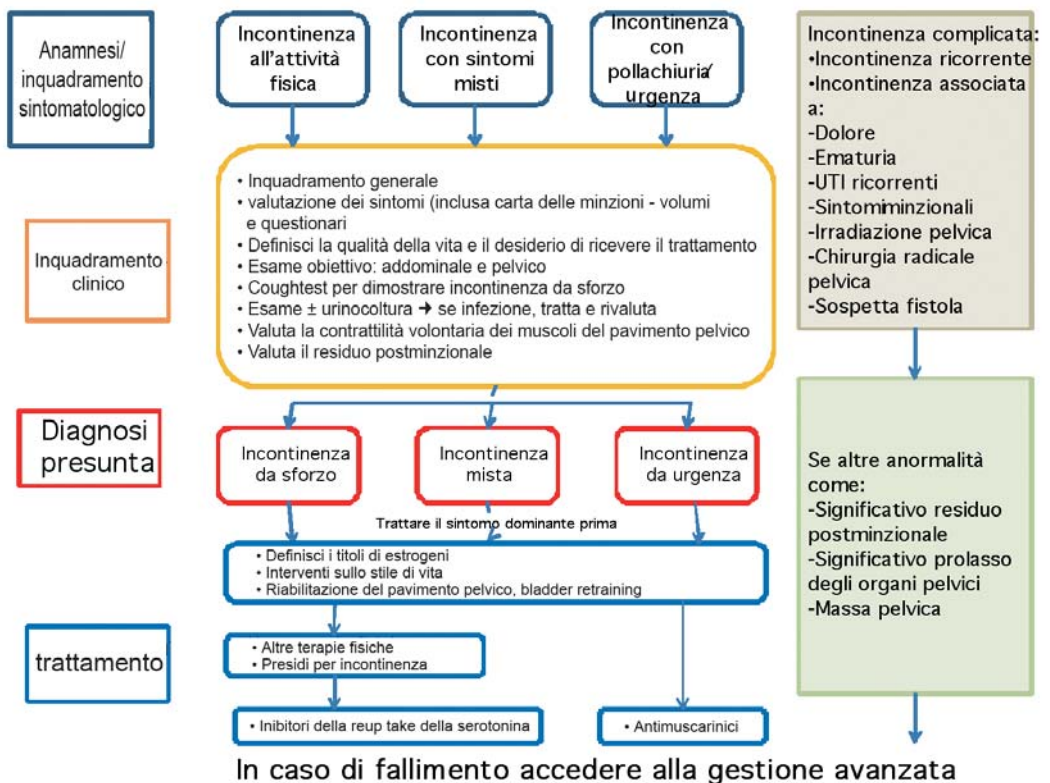 Anamnesi/
inquadramento
sintomatologico
Incontinenza
all'attività
fisica
Incontinenza
con sintomi
misti
Incontinenza
con
pollachiuria/
urgenza
Incontinenza complicata:
•Incontinenza ricorrente
•Incontinenza associata
a:
-Dolore
-Ematuria
-UTI ricorrenti
-Sintomiminzionali
-Irradiazione pelvica
-Chirurgia radicale
pelvica
-Sospetta fistola
Inquadramento
clinico
• Inquadramento generale
• valutazione dei sintomi (inclusa carta delle minzioni - volumi
e questionari
• Definisci la qualità della vita e il desiderio di ricevere il trattamento
• Esame obiettivo: addominale e pelvico
• Coughtest per dimostrare incontinenza da sforzo
• Esame ± urinocoltura ➔ se infezione, tratta e rivaluta
• Valuta la contrattilità volontaria dei muscoli del pavimento pelvico
• Valuta il residuo postminzionale
Diagnosi
presunta
Incontinenza
da sforzo
Incontinenza
mista
Incontinenza
da urgenza
Se altre anormalità
come:
-Significativo residuo
postminzionale
-Significativo prolasso
degli organi pelvici
-Massa pelvica
Trattare il sintomo dominante prima
• Definisci i titoli di estrogeni
• Interventi sullo stile di vita
• Riabilitazione del pavimento pelvico, bladder retraining
trattamento
• Altre terapie fisiche
• Presidi per incontinenza
• Inibitori della reup take della serotonina
• Antimuscarinici
In caso di fallimento accedere alla gestione avanzata